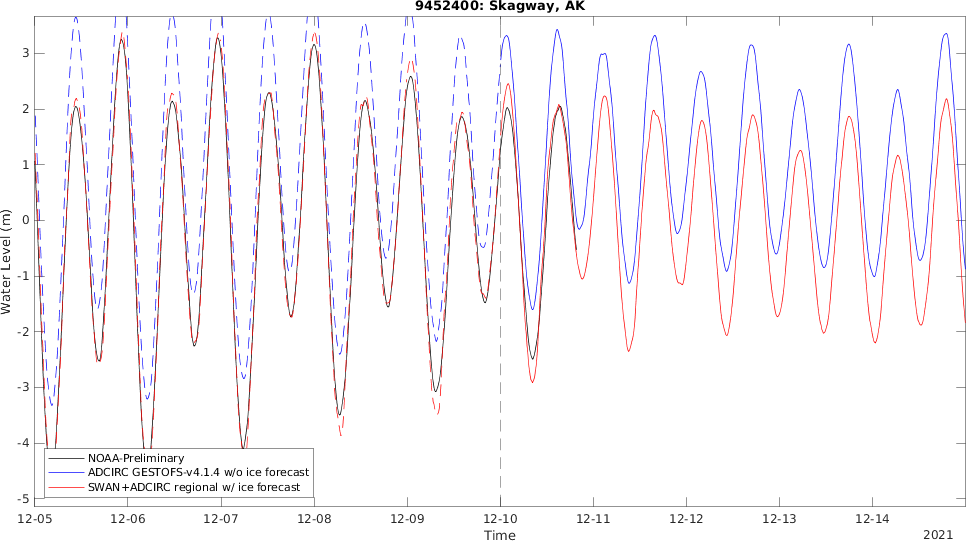 9452400: Skagway, AK
Water Level (m)
3
2
1
0
-1
-2
-3
-4
-5
NOAA-Preliminary
ADCIRC GESTOFS-v4.1.4 w/o ice forecast
SWAN+ADCIRC regional w/ ice forecast
12-05 12-06 12-07 12-08 12-09 12-10 12-11 12-12 12-13 12-14
Time
2021